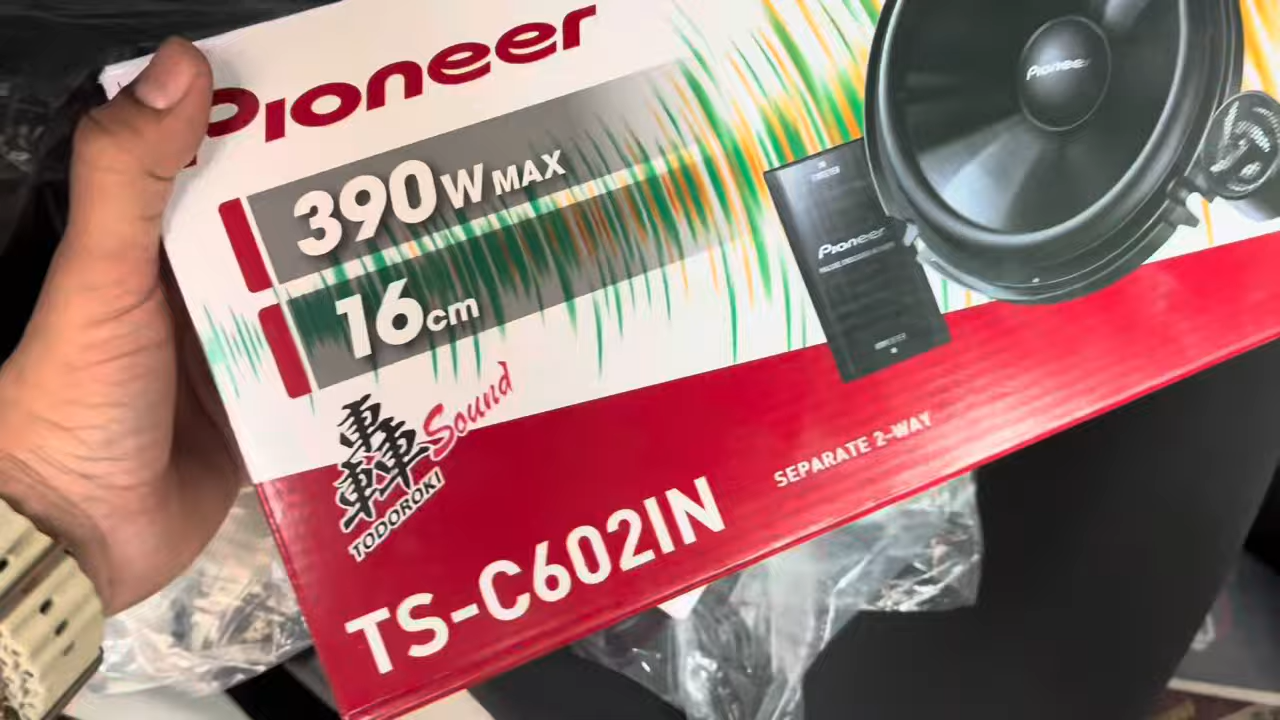 Pioneer
390W MAX
16cm
轟 Sound
TODOROKI
TS-C602IN
SEPARATE 2-WAY
Pioneer
Pioneer